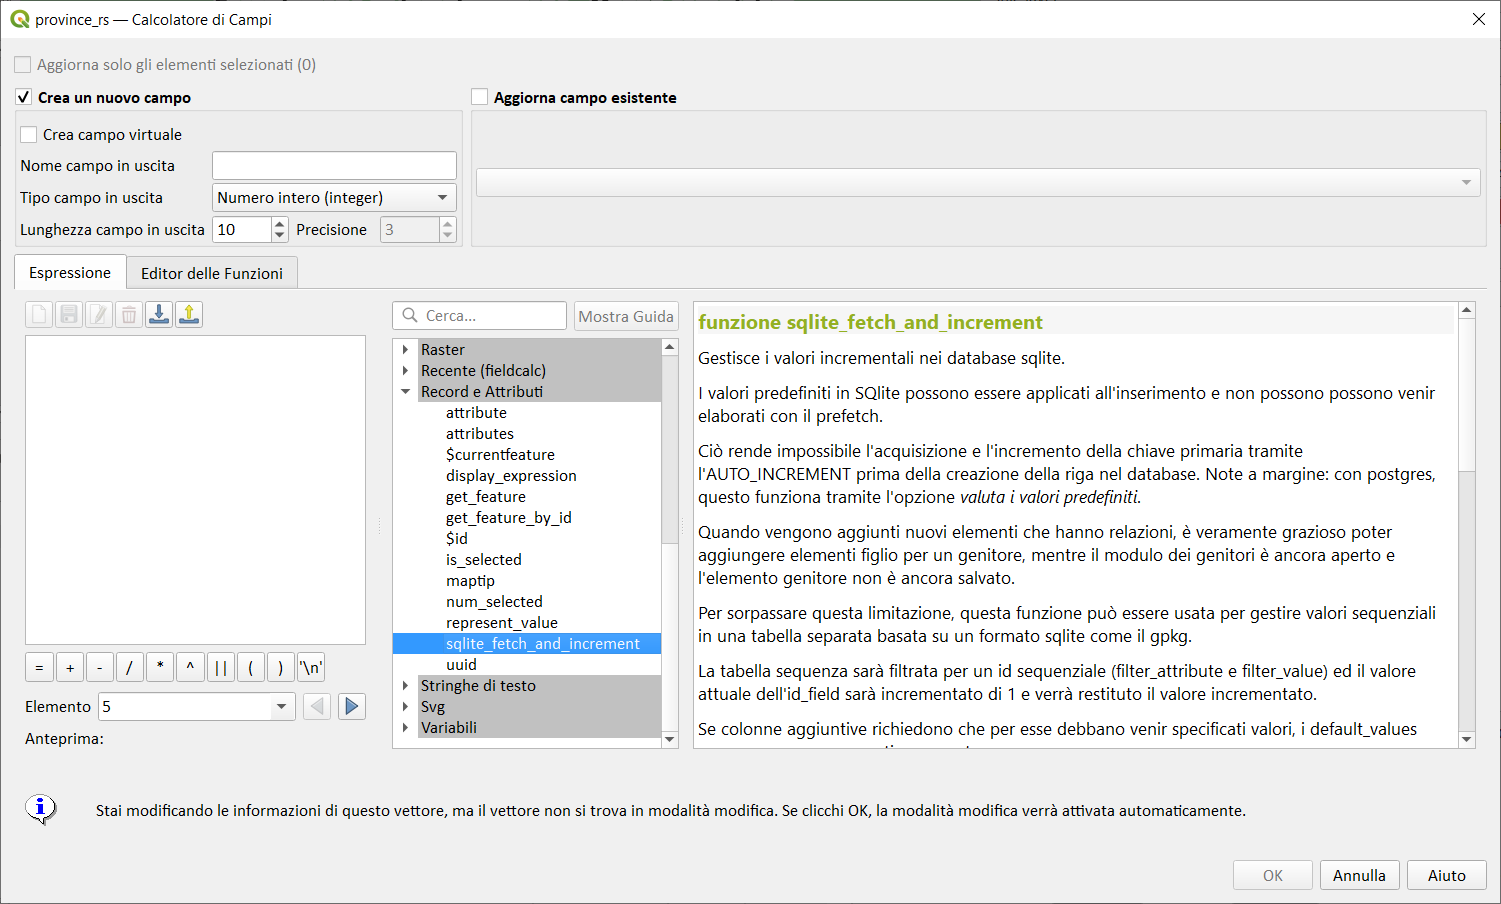 province_rs — Calcolatore di Campi
Aggiorna solo gli elementi selezionati (0)
Crea un nuovo campo
Aggiorna campo esistente
Crea campo virtuale
Nome campo in uscita
Tipo campo in uscita
Numero intero (integer)
Lunghezza campo in uscita
10
Precisione
3
Espressione
Editor delle Funzioni
Cerca...
Mostra Guida
Raster
Recente (fieldcalc)
Record e Attributi
attribute
attributes
$currentfeature
display_expression
get_feature
get_feature_by_id
$id
is_selected
maptip
num_selected
represent_value
sqlite_fetch_and_increment
uuid
Stringhe di testo
Svg
Variabili
funzione sqlite_fetch_and_increment
Gestisce i valori incrementali nei database sqlite.
I valori predefiniti in SQlite possono essere applicati all'inserimento e non possono possono venir
elaborati con il prefetch.
Ciò rende impossibile l'acquisizione e l'incremento della chiave primaria tramite
l'AUTO_INCREMENT prima della creazione della riga nel database. Note a margine: con postgres,
questo funziona tramite l'opzione valuta i valori predefiniti.
Quando vengono aggiunti nuovi elementi che hanno relazioni, è veramente grazioso poter
aggiungere elementi figlio per un genitore, mentre il modulo dei genitori è ancora aperto e
l'elemento genitore non è ancora salvato.
Per sorpassare questa limitazione, questa funzione può essere usata per gestire valori sequenziali
in una tabella separata basata su un formato sqlite come il gpkg.
La tabella sequenza sarà filtrata per un id sequenziale (filter_attribute e filter_value) ed il valore
attuale dell'id_field sarà incrementato di 1 e verrà restituto il valore incrementato.
Se colonne aggiuntive richiedono che per esse debbano venir specificati valori, i default_values
= + - / * ^ || ( ) '\n'
Elemento
5
Anteprima:
Stai modificando le informazioni di questo vettore, ma il vettore non si trova in modalità modifica. Se clicchi OK, la modalità modifica verrà attivata automaticamente.
OK
Annulla
Aiuto